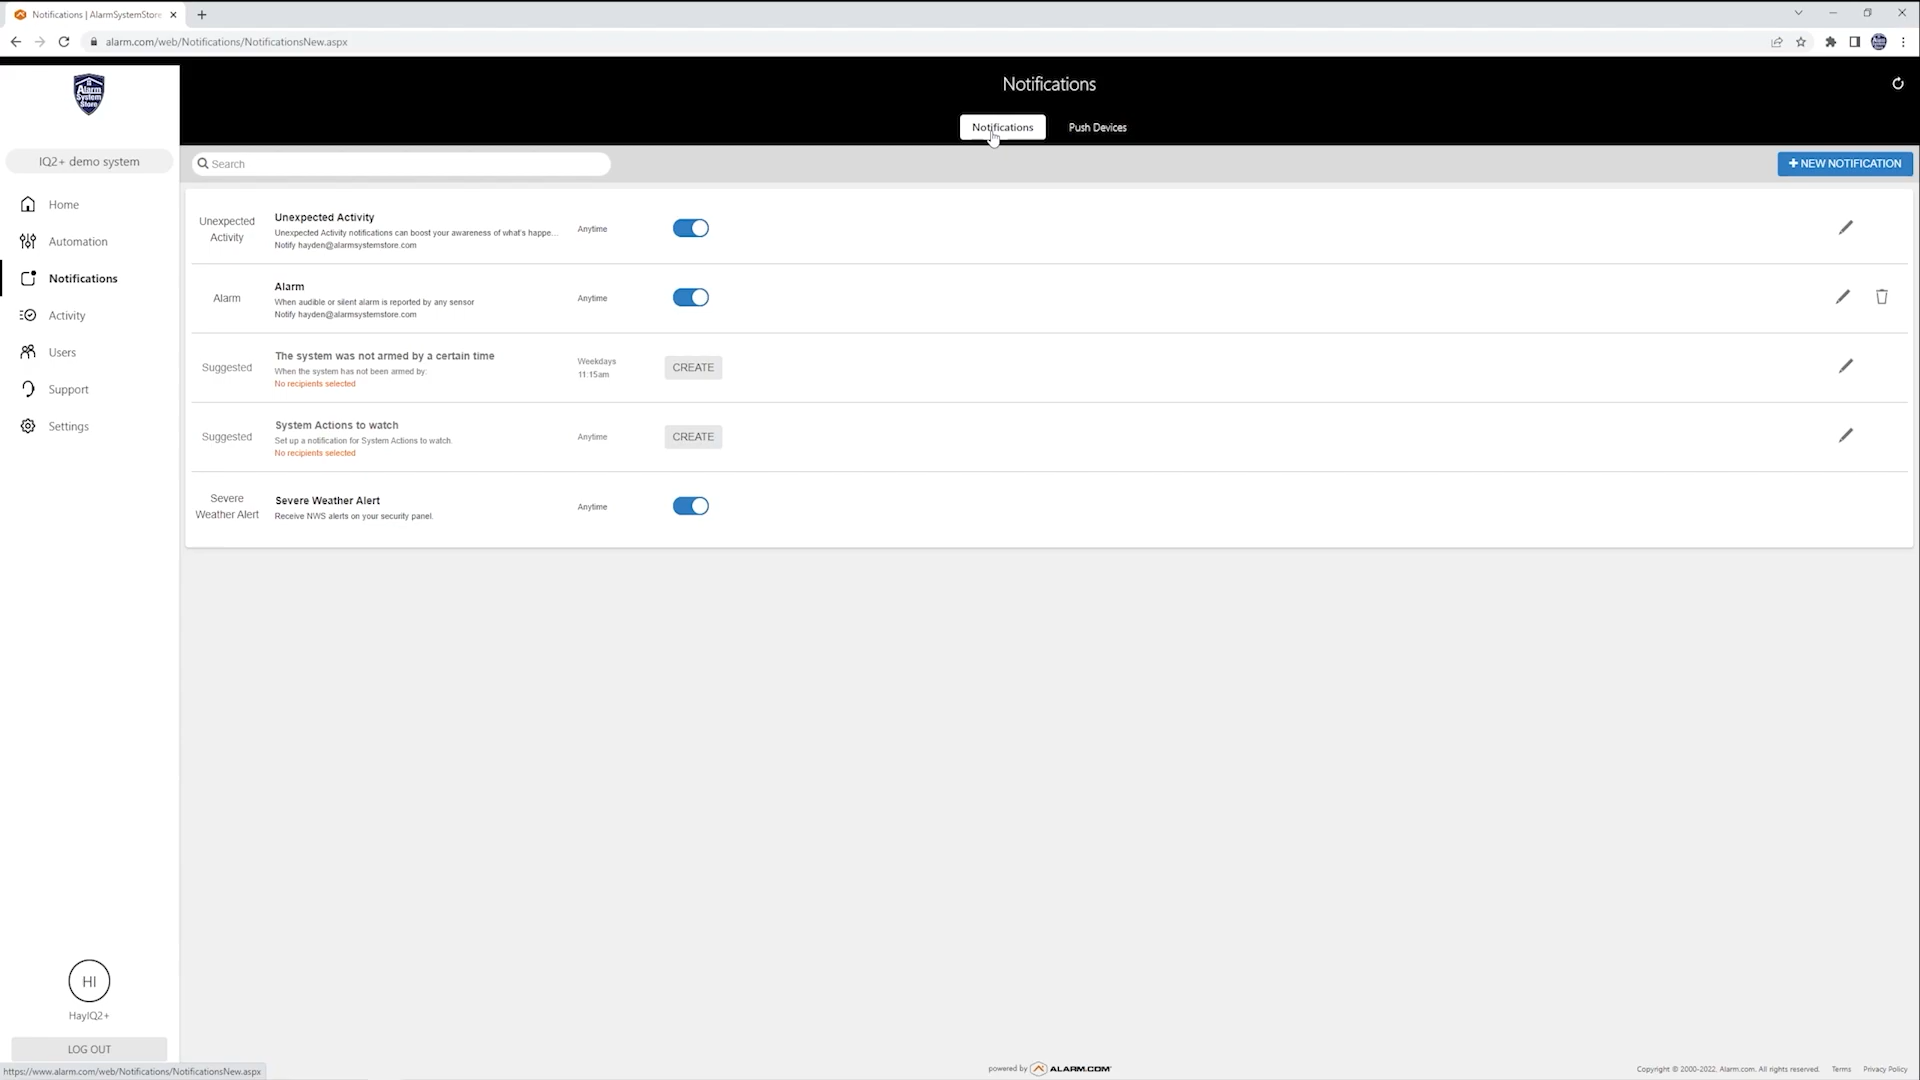 Notifications | AlarmSystemStore
alarm.com/web/Notifications/NotificationsNew.aspx
Alarm
System
Store
Notifications
Notifications
Push Devices
IQ2+ demo system
Search
+ NEW NOTIFICATION
Home
Automation
Notifications
Activity
Users
Support
Settings
Unexpected
Activity
Unexpected Activity
Unexpected Activity notifications can boost your awareness of what's happe...
Notify hayden@alarmsystemstore.com
Anytime
Alarm
Alarm
When audible or silent alarm is reported by any sensor
Notify hayden@alarmsystemstore.com
Anytime
Suggested
The system was not armed by a certain time
When the system has not been armed by:
No recipients selected
Weekdays
11:15am
CREATE
Suggested
System Actions to watch
Set up a notification for System Actions to watch.
No recipients selected
Anytime
CREATE
Severe
Weather Alert
Severe Weather Alert
Receive NWS alerts on your security panel.
Anytime
HI
HayIQ2+
LOG OUT
https://www.alarm.com/web/Notifications/NotificationsNew.aspx
powered by ALARM.COM
Copyright © 2000-2022, Alarm.com. All rights reserved. Terms Privacy Policy